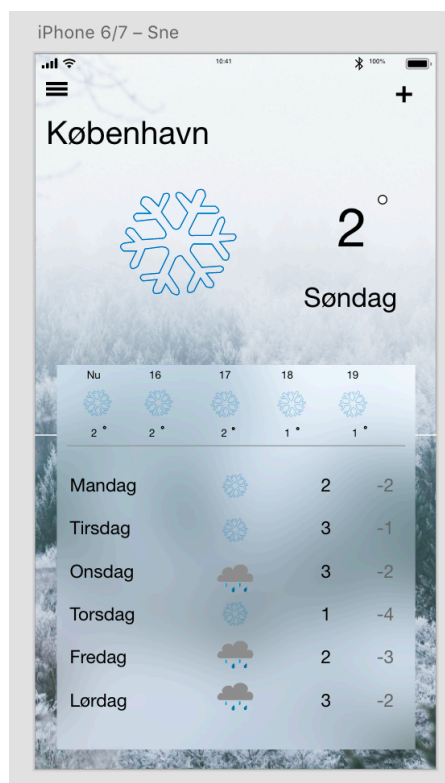 iPhone 6/7 – Sne
10:41 100%
+
København
2°
Søndag
Nu 16 17 18 19
2° 2° 2° 1° 1°
Mandag 2 -2
Tirsdag 3 -1
Onsdag 3 -2
Torsdag 1 -4
Fredag 2 -3
Lørdag 3 -2